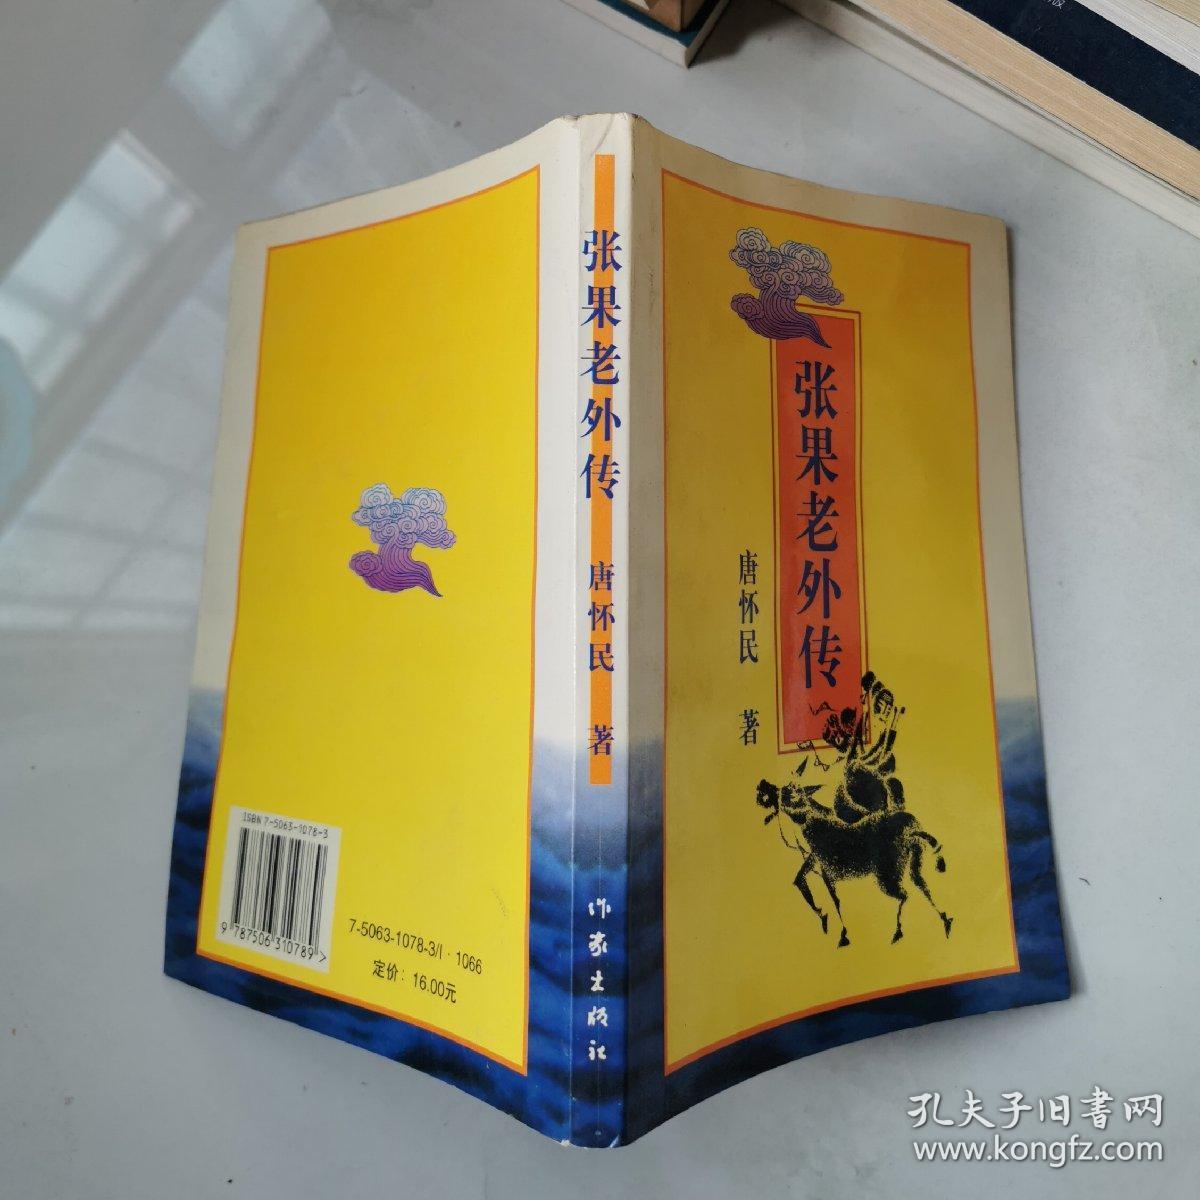 张果老外传
唐怀民 著
张果老外传
唐怀民 著
作家出版社
ISBN 7-5063-1078-3
9 787506 310789 >
7-5063-1078-3/I · 1066
定价：16.00元
版
孔夫子旧書网
www.kongfz.com